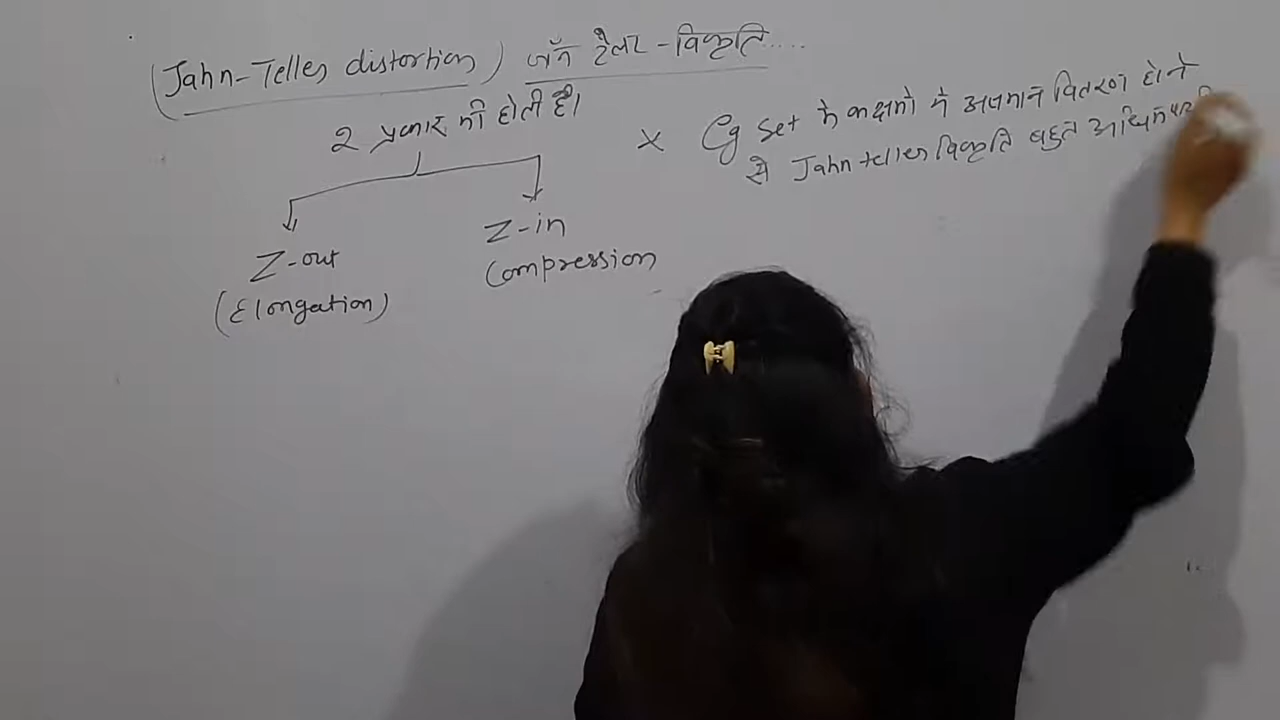 (Jahn-Teller distortion) जॉन टेलर - विकृति....
2 प्रकार की होती है।
Z-out
(Elongation)
Z-in
Compression
x eg set के कक्षकों में असमान वितरण होने
से Jahn teller विकृति बहुत अधिक